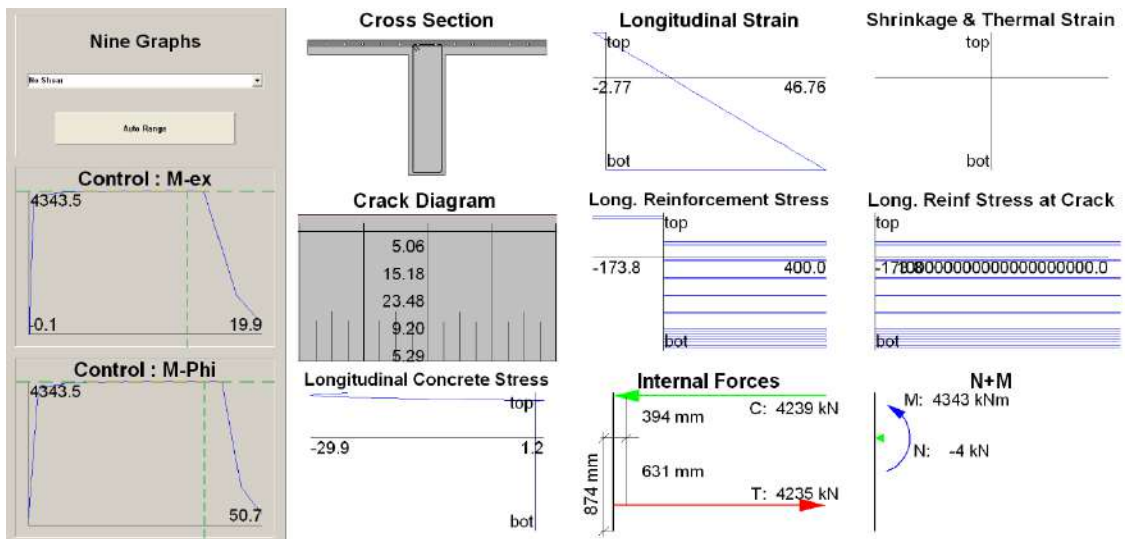 Nine Graphs
No Shear
Auto Range
Control : M-ex
4343.5
-0.1 19.9
Control : M-Phi
4343.5
50.7
Cross Section
Longitudinal Strain
top
-2.77 46.76
bot
Shrinkage & Thermal Strain
top
bot
Crack Diagram
5.06
15.18
23.48
9.20
5.29
Long. Reinforcement Stress
top
-173.8 400.0
bot
Long. Reinf Stress at Crack
top
bot
Longitudinal Concrete Stress
top
-29.9 1.2
bot
Internal Forces
394 mm C: 4239 kN
631 mm
874 mm
T: 4235 kN
N+M
M: 4343 kNm
N: -4 kN